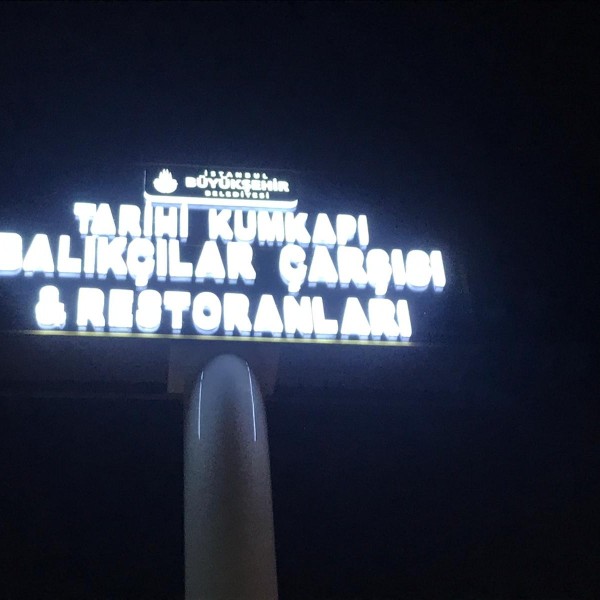 İSTANBUL
BÜYÜKŞEHİR
BELEDİYESİ
TARİHİ KUMKAPI
BALIKÇILAR ÇARŞISI
& RESTORANLARI